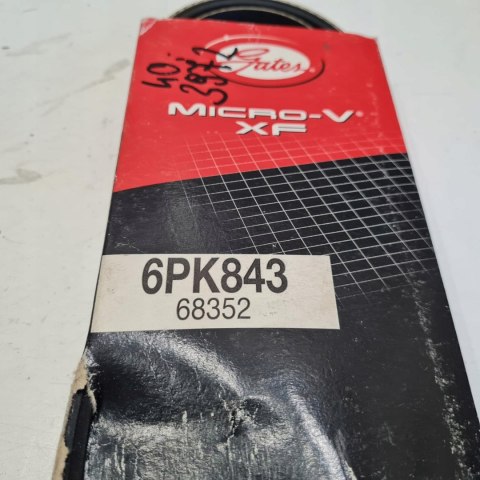 Gates
MICRO-V®
XF
6PK843
68352